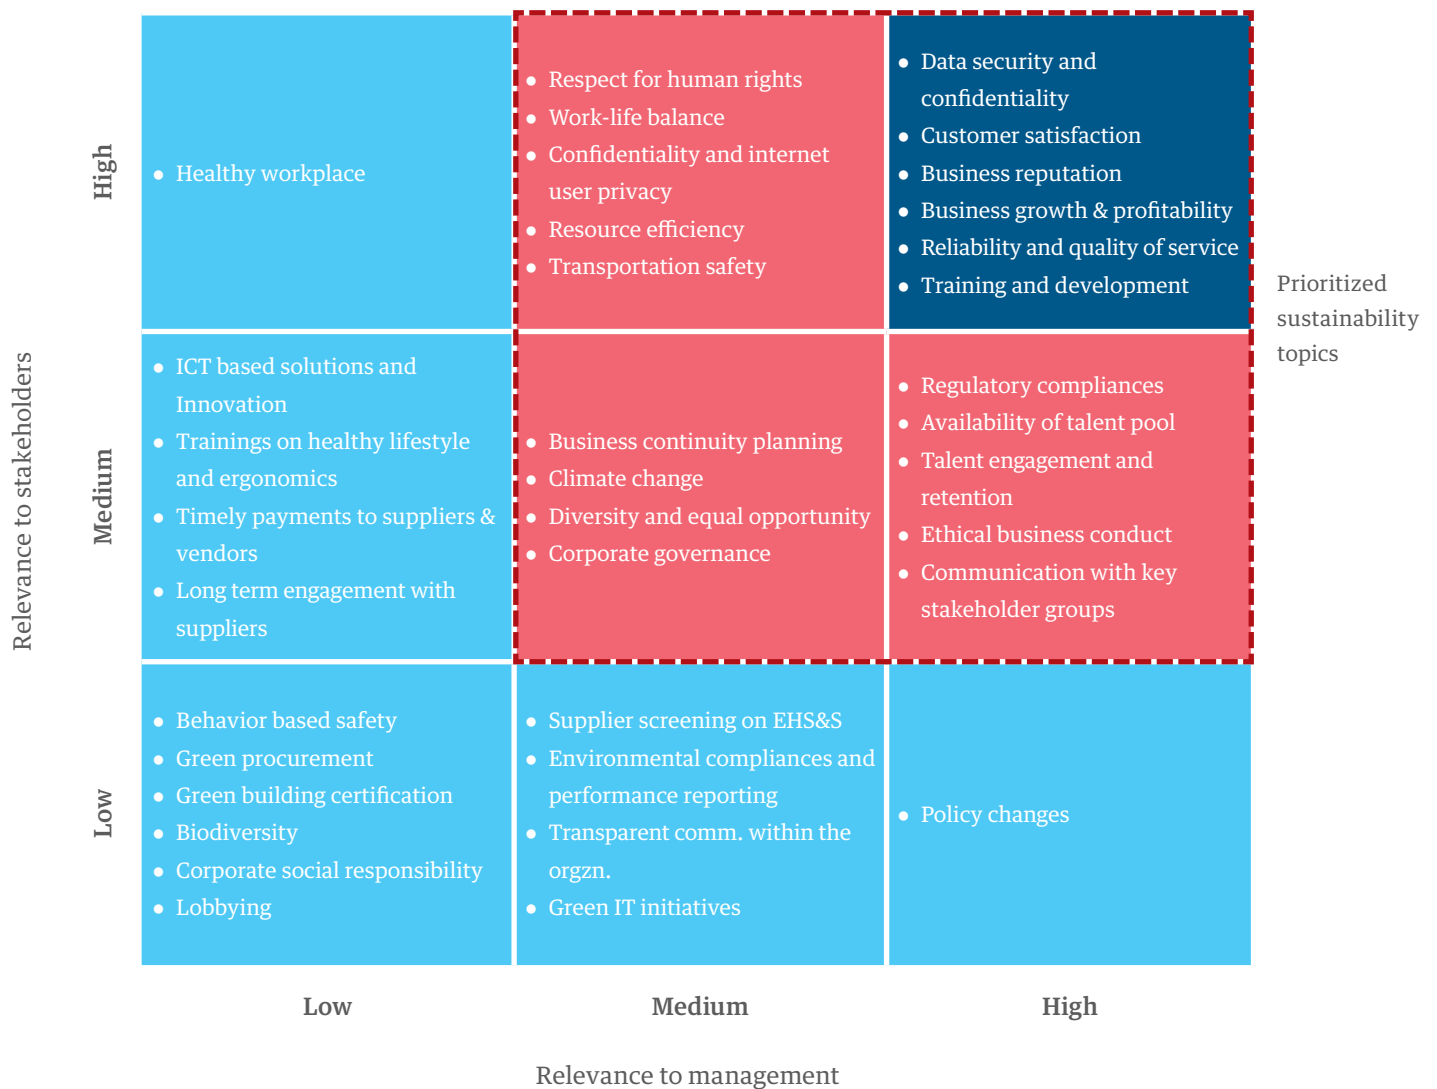 Relevance to stakeholders
High
● Healthy workplace
● Respect for human rights
● Work-life balance
● Confidentiality and internet
user privacy
● Resource efficiency
● Transportation safety
● Data security and
confidentiality
● Customer satisfaction
● Business reputation
● Business growth & profitability
● Reliability and quality of service
● Training and development
Prioritized
sustainability
topics
Medium
● ICT based solutions and
Innovation
● Trainings on healthy lifestyle
and ergonomics
● Timely payments to suppliers &
vendors
● Long term engagement with
suppliers
● Business continuity planning
● Climate change
● Diversity and equal opportunity
● Corporate governance
● Regulatory compliances
● Availability of talent pool
● Talent engagement and
retention
● Ethical business conduct
● Communication with key
stakeholder groups
Low
● Behavior based safety
● Green procurement
● Green building certification
● Biodiversity
● Corporate social responsibility
● Lobbying
● Supplier screening on EHS&S
● Environmental compliances and
performance reporting
● Transparent comm. within the
orgzn.
● Green IT initiatives
● Policy changes
Low
Medium
High
Relevance to management